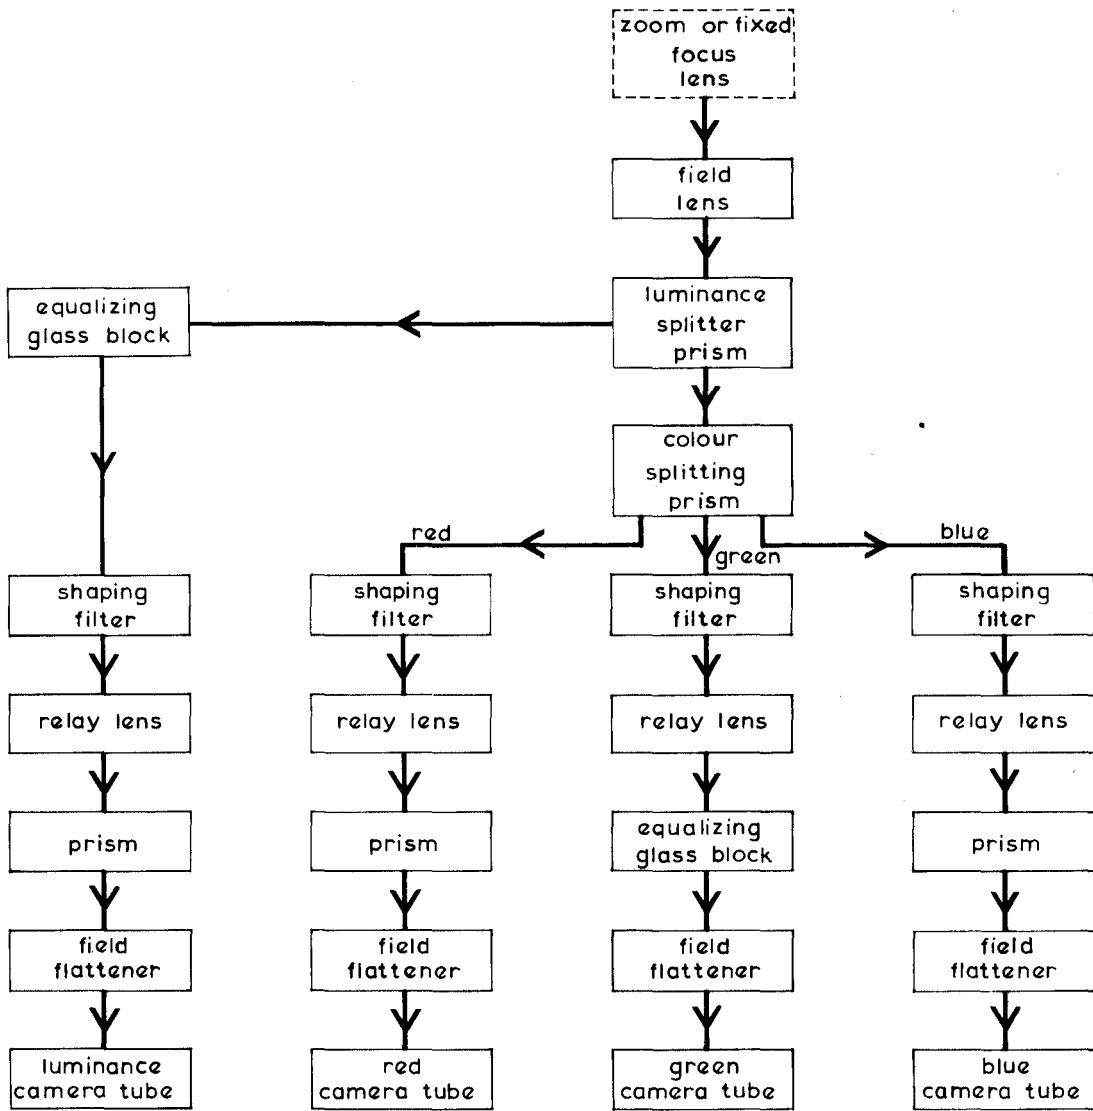 zoom or fixed
focus
lens
field
lens
luminance
splitter
prism
equalizing
glass block
colour
splitting
prism
red
green
blue
shaping
filter
shaping
filter
shaping
filter
shaping
filter
relay lens
relay lens
relay lens
relay lens
prism
prism
equalizing
glass block
prism
field
flattener
field
flattener
field
flattener
field
flattener
luminance
camera tube
red
camera tube
green
camera tube
blue
camera tube